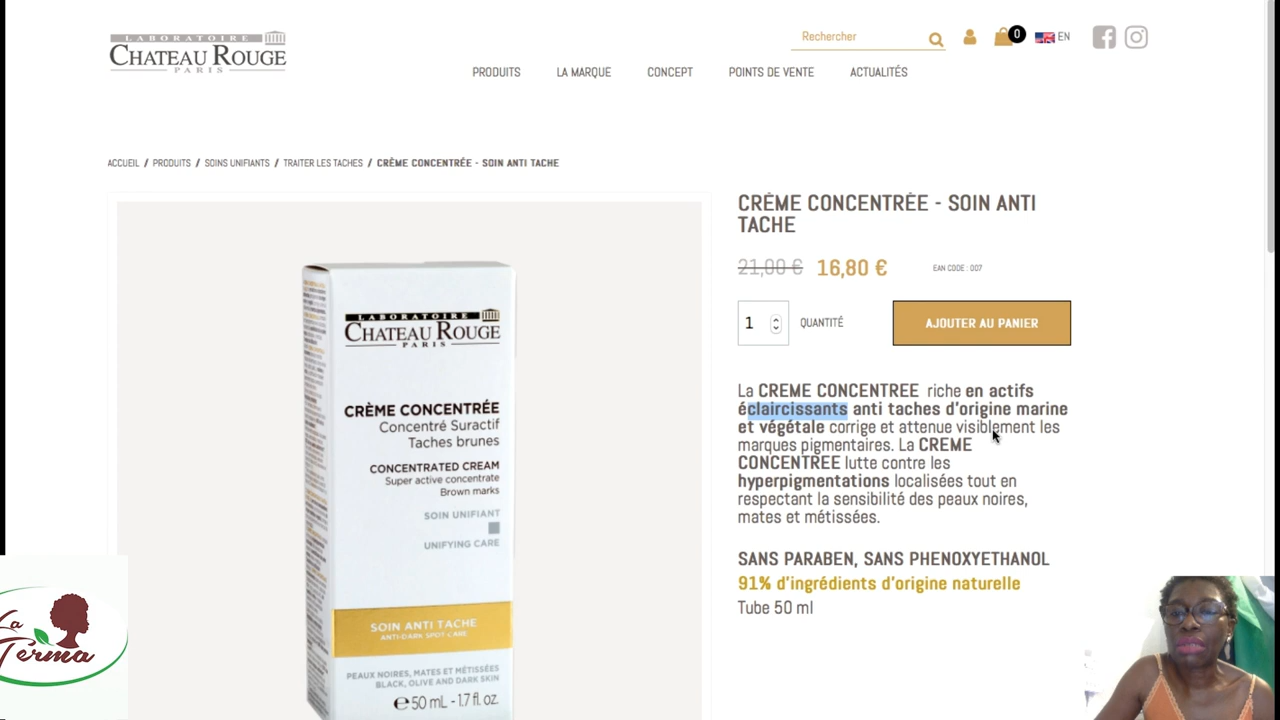 LABORATOIRE
CHATEAU ROUGE
PARIS
Rechercher
0
EN
PRODUITS
LA MARQUE
CONCEPT
POINTS DE VENTE
ACTUALITÉS
ACCUEIL / PRODUITS / SOINS UNIFIANTS / TRAITER LES TACHES / CRÈME CONCENTRÉE - SOIN ANTI TACHE
LABORATOIRE
CHATEAU ROUGE
PARIS
CRÈME CONCENTRÉE
Concentré Suractif
Taches brunes
CONCENTRATED CREAM
Super active concentrate
Brown marks
SOIN UNIFIANT
UNIFYING CARE
SOIN ANTI TACHE
ANTI-DARK SPOT CARE
PEAUX NOIRES, MATES ET MÉTISSÉES
BLACK, OLIVE AND DARK SKIN
℮50 mL - 1.7 fl. oz.
CRÈME CONCENTRÉE - SOIN ANTI
TACHE
21,00 € 16,80 €
EAN CODE : 007
1
QUANTITÉ
AJOUTER AU PANIER
La CREME CONCENTREE riche en actifs
éclaircissants anti taches d'origine marine
et végétale corrige et attenue visiblement les
marques pigmentaires. La CREME
CONCENTREE lutte contre les
hyperpigmentations localisées tout en
respectant la sensibilité des peaux noires,
mates et métissées.
SANS PARABEN, SANS PHENOXYETHANOL
91% d'ingrédients d'origine naturelle
Tube 50 ml
La
Terma